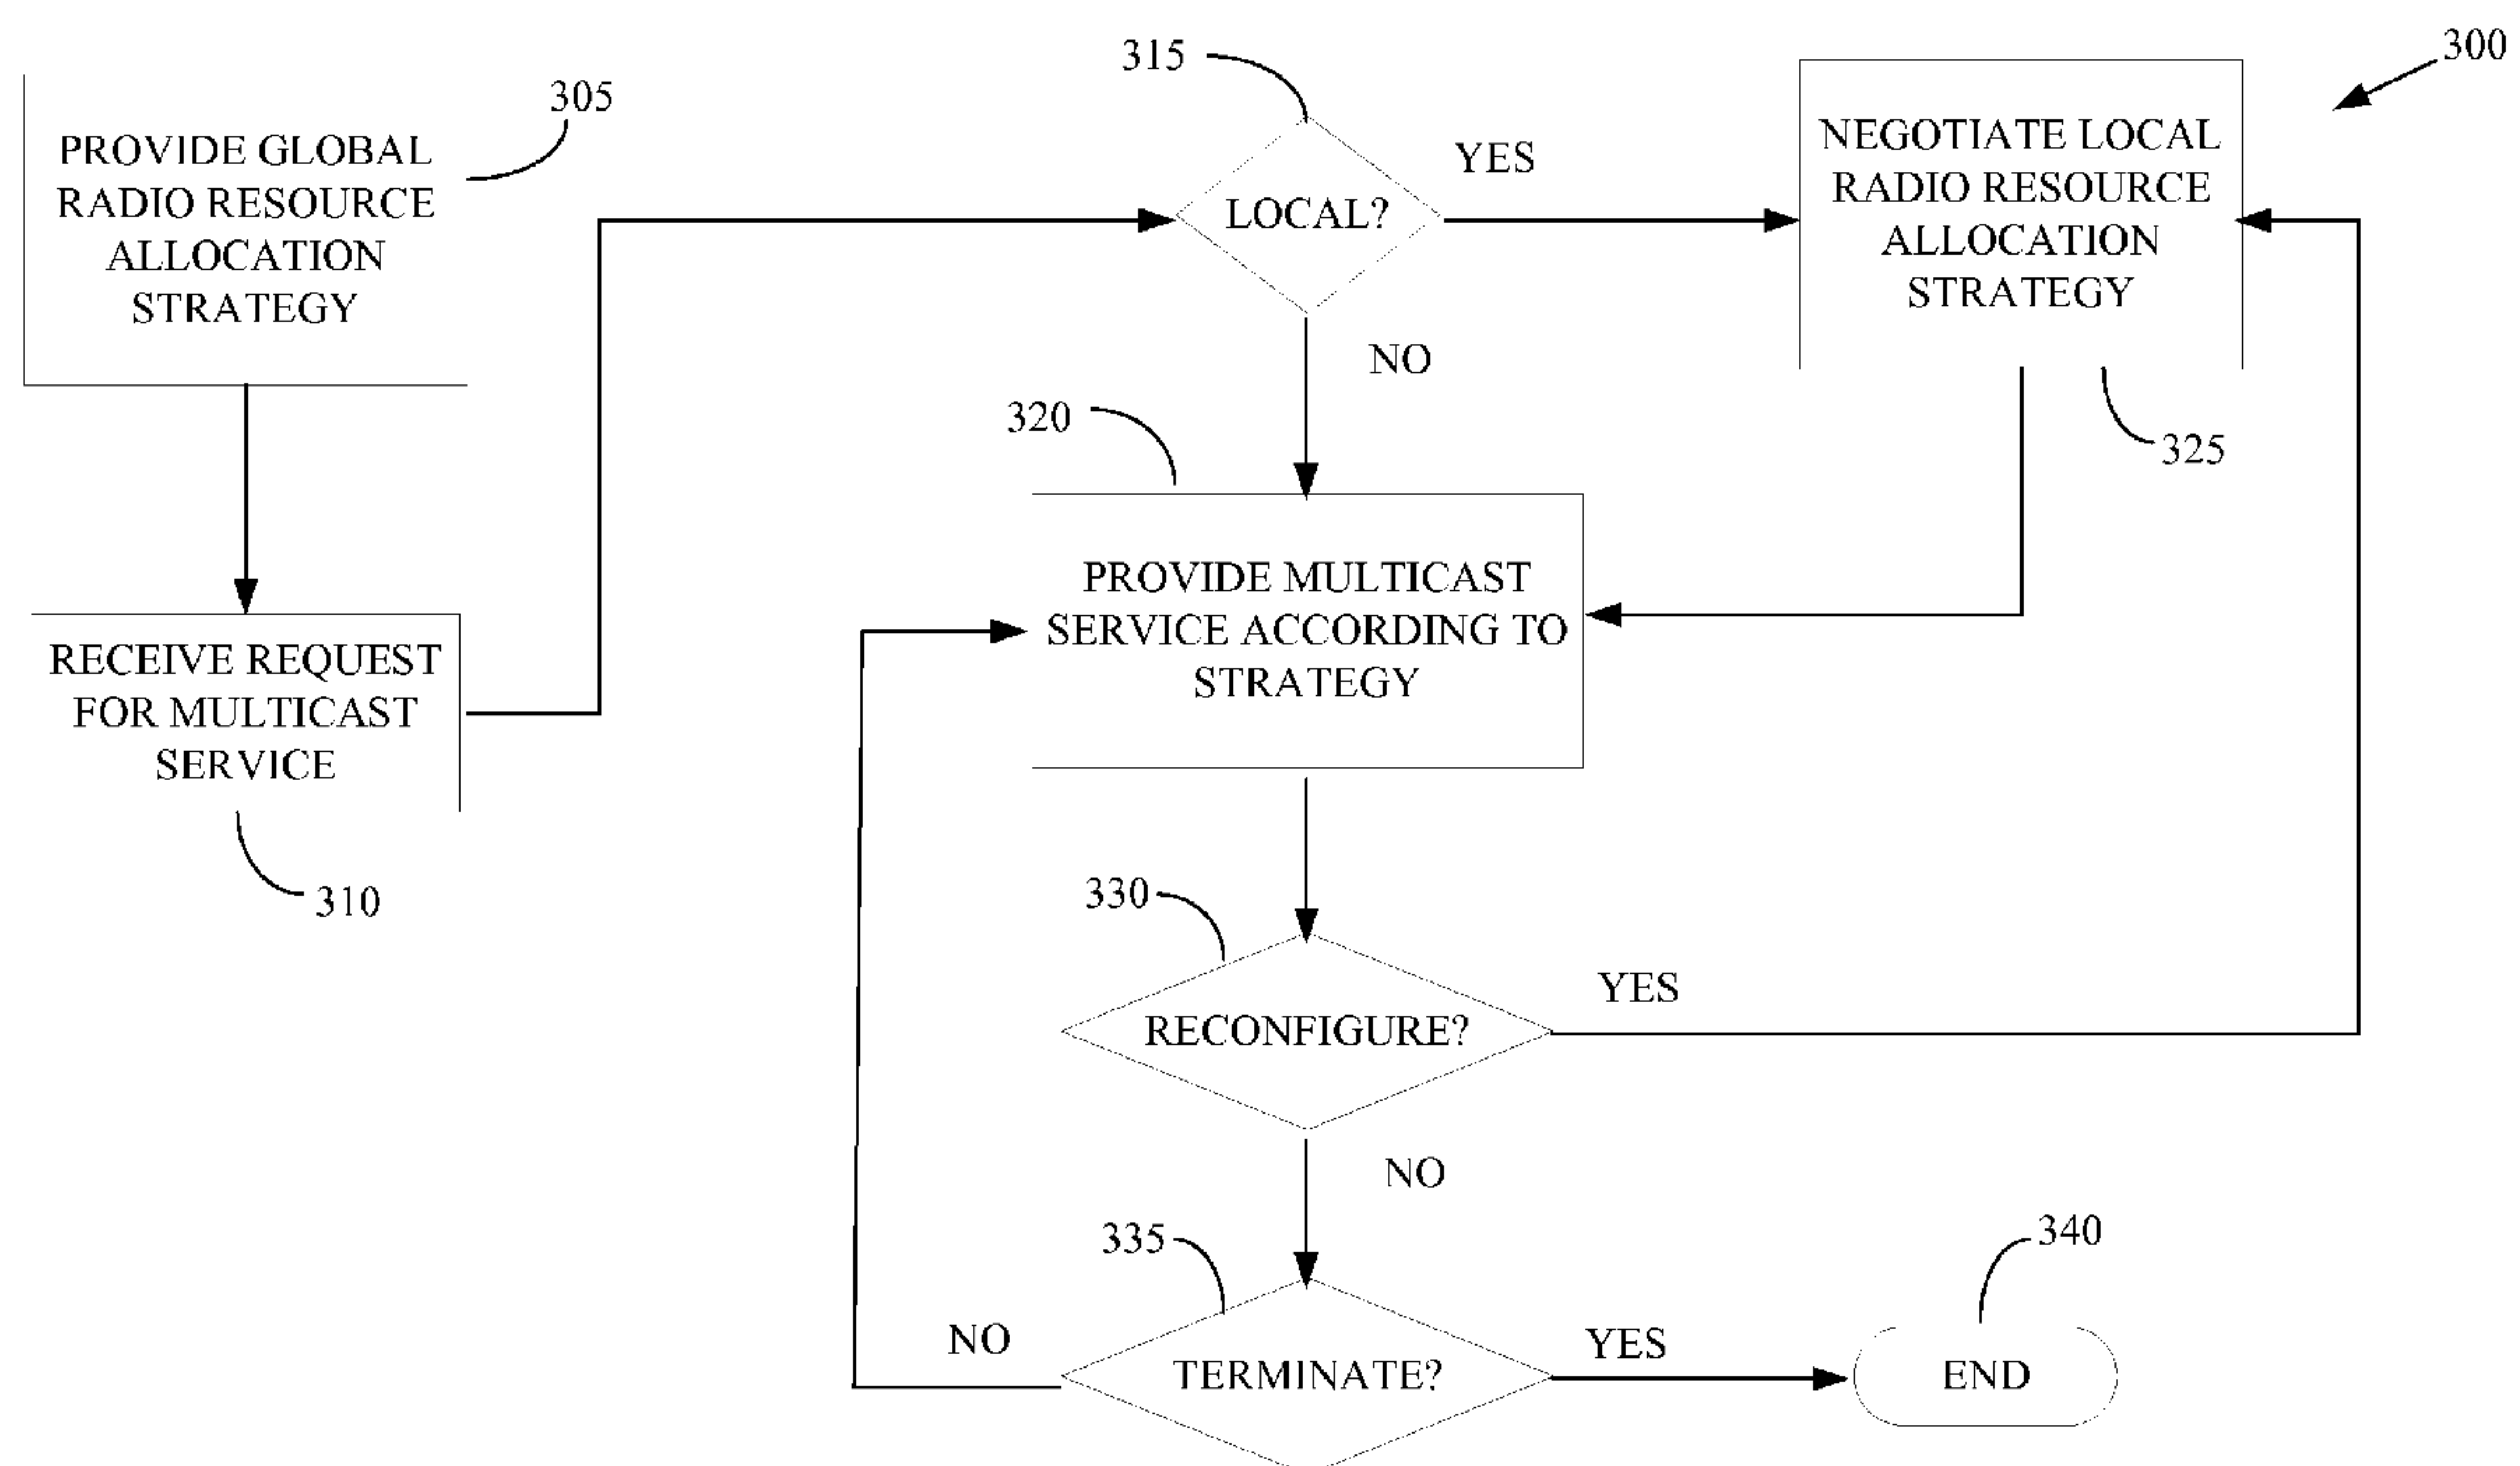 300
305
PROVIDE GLOBAL
RADIO RESOURCE
ALLOCATION
STRATEGY
RECEIVE REQUEST
FOR MULTICAST
SERVICE
310
315
LOCAL?
YES
NO
NEGOTIATE LOCAL
RADIO RESOURCE
ALLOCATION
STRATEGY
325
320
PROVIDE MULTICAST
SERVICE ACCORDING TO
STRATEGY
330
RECONFIGURE?
YES
NO
335
TERMINATE?
NO
YES
340
END